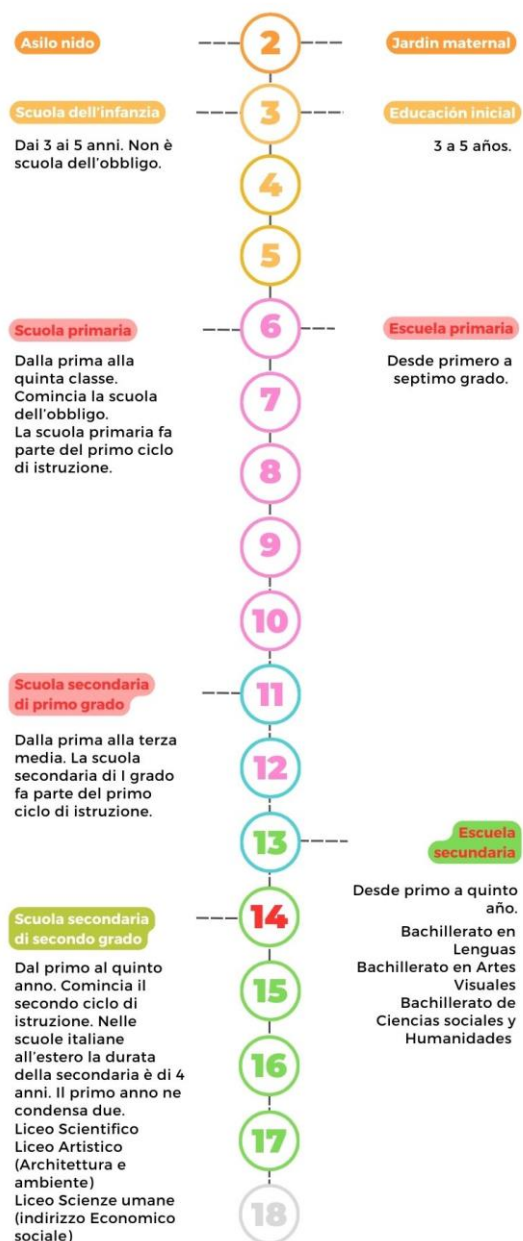 Asilo nido
2
Jardin maternal
Scuola dell'infanzia
3
Educación inicial
Dai 3 ai 5 anni. Non è
scuola dell'obbligo.
3 a 5 años.
4
5
Scuola primaria
6
Escuela primaria
Dalla prima alla
quinta classe.
Comincia la scuola
dell'obbligo.
La scuola primaria fa
parte del primo ciclo
di istruzione.
Desde primero a
septimo grado.
7
8
9
10
Scuola secondaria
di primo grado
11
Dalla prima alla terza
media. La scuola
secondaria di I grado
fa parte del primo
ciclo di istruzione.
12
13
Escuela
secundaria
Desde primo a quinto
año.
Bachillerato en
Lenguas
Bachillerato en Artes
Visuales
Bachillerato de
Ciencias sociales y
Humanidades
14
Scuola secondaria
di secondo grado
Dal primo al quinto
anno. Comincia il
secondo ciclo di
istruzione. Nelle
scuole italiane
all'estero la durata
della secondaria è di 4
anni. Il primo anno ne
condensa due.
Liceo Scientifico
Liceo Artistico
(Architettura e
ambiente)
Liceo Scienze umane
(indirizzo Economico
sociale)
15
16
17
18